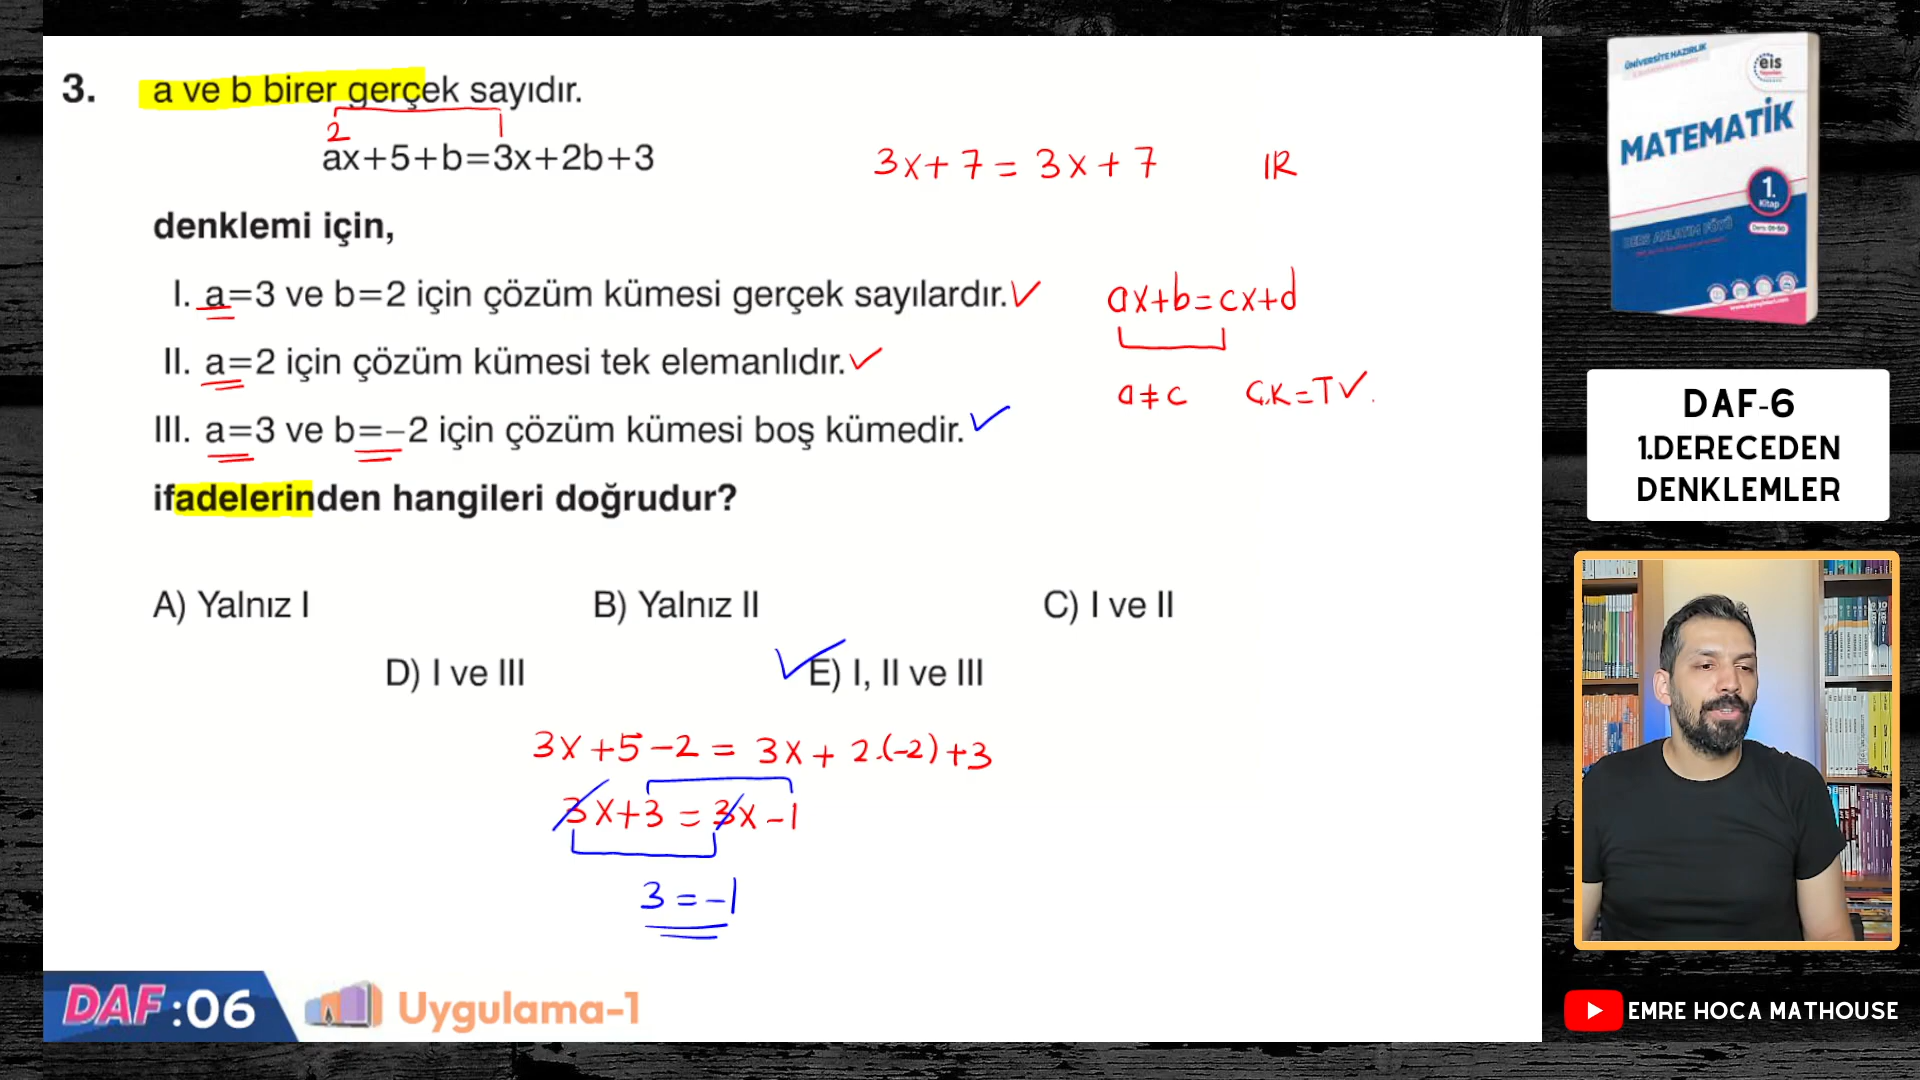 3. a ve b birer gerçek sayıdır.
2
ax+5+b=3x+2b+3
3x+7=3x+7 IR
denklemi için,
I. a=3 ve b=2 için çözüm kümesi gerçek sayılardır.✓
ax+b=cx+d
II. a=2 için çözüm kümesi tek elemanlıdır.✓
a≠c Ç.K=T✓.
III. a=3 ve b=−2 için çözüm kümesi boş kümedir.✓
ifadelerinden hangileri doğrudur?
A) Yalnız I
B) Yalnız II
C) I ve II
D) I ve III
✓E) I, II ve III
3x+5-2 = 3x+2.(-2)+3
3x+3 = 3x-1
3=-1
DAF:06 Uygulama-1
ÜNİVERSİTE HAZIRLIK
eis
MATEMATİK
1.
Kitap
DERS ANLATIM FÖYÜ
DAF-6
1.DERECEDEN
DENKLEMLER
EMRE HOCA MATHOUSE